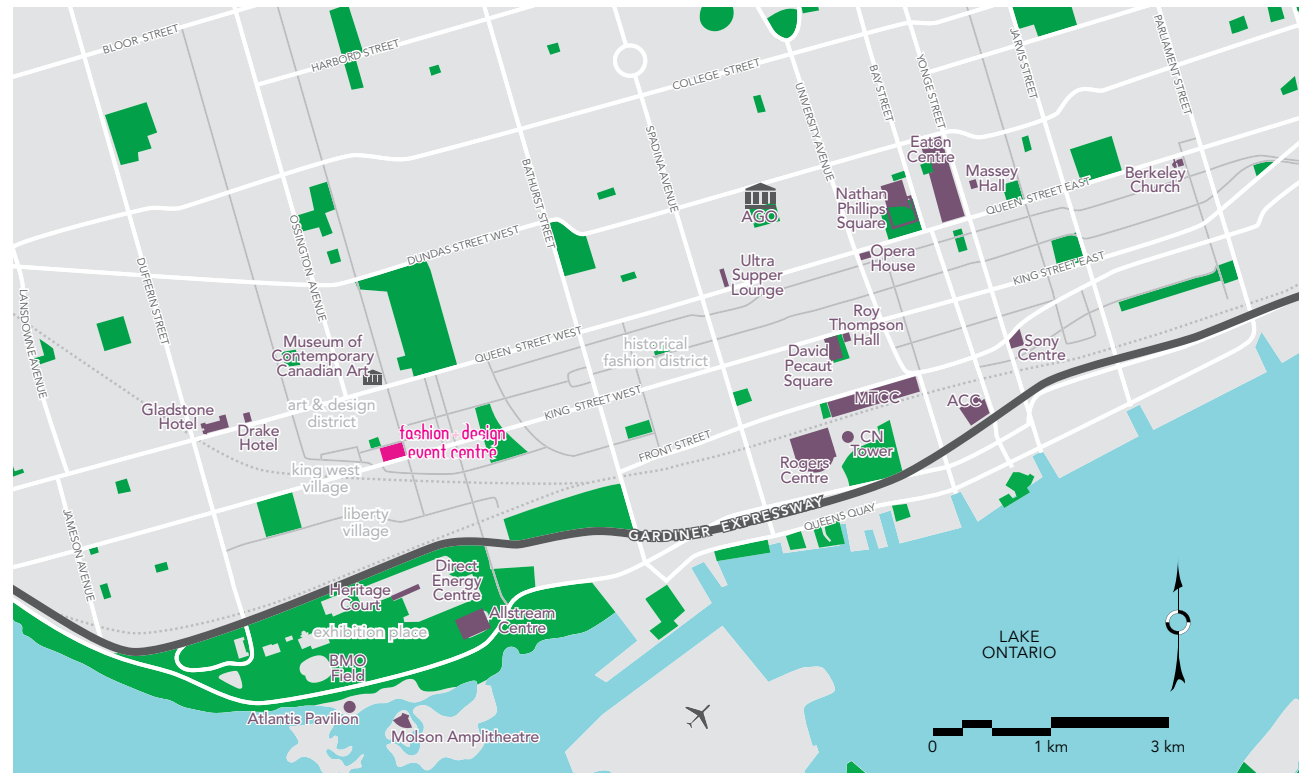 BLOOR STREET
HARBORD STREET
COLLEGE STREET
UNIVERSITY AVENUE
BAY STREET
YONGE STREET
JARVIS STREET
PARLIAMENT STREET
SPADINA AVENUE
BATHURST STREET
OSSINGTON AVENUE
DUFFERIN STREET
LANSDOWNE AVENUE
JAMESON AVENUE
DUNDAS STREET WEST
QUEEN STREET WEST
QUEEN STREET EAST
KING STREET WEST
KING STREET EAST
FRONT STREET
GARDINER EXPRESSWAY
QUEENS QUAY
Eaton
Centre
Massey
Hall
Berkeley
Church
Nathan
Phillips
Square
AGO
Opera
House
Ultra
Supper
Lounge
Roy
Thompson
Hall
David
Pecaut
Square
Sony
Centre
historical
fashion district
Museum of
Contemporary
Canadian Art
art & design
district
Gladstone
Hotel
Drake
Hotel
fashion design
event centre
MTCC
ACC
CN
Tower
Rogers
Centre
king west
village
liberty
village
Direct
Energy
Centre
Heritage
Court
Allstream
Centre
exhibition place
BMO
Field
Atlantis Pavilion
Molson Amplitheatre
LAKE
ONTARIO
0 1 km 3 km